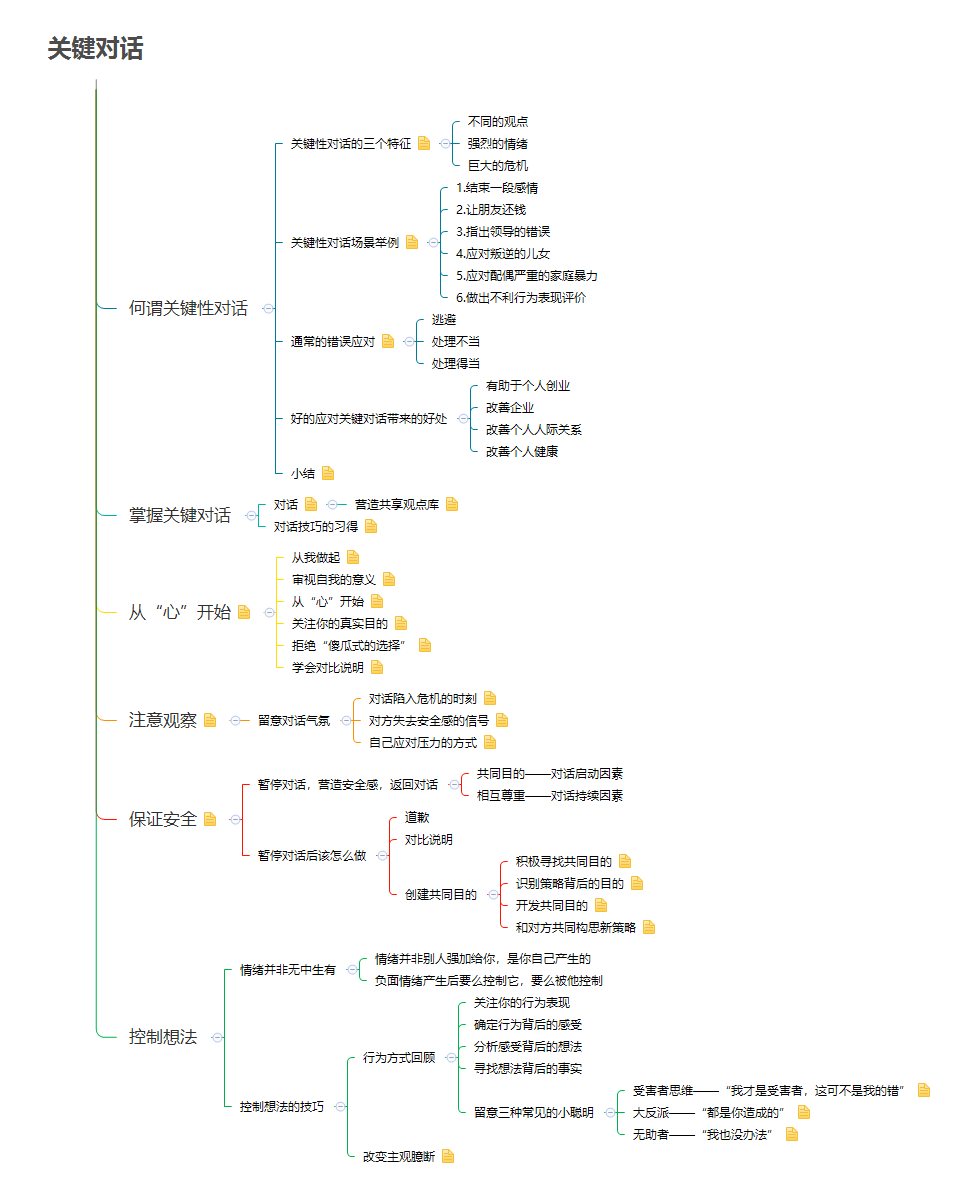 关键对话
何谓关键性对话
关键性对话的三个特征
不同的观点
强烈的情绪
巨大的危机
关键性对话场景举例
1.结束一段感情
2.让朋友还钱
3.指出领导的错误
4.应对叛逆的儿女
5.应对配偶严重的家庭暴力
6.做出不利行为表现评价
通常的错误应对
逃避
处理不当
处理得当
好的应对关键对话带来的好处
有助于个人创业
改善企业
改善个人人际关系
改善个人健康
小结
掌握关键对话
对话
营造共享观点库
对话技巧的习得
从“心”开始
从我做起
审视自我的意义
从“心”开始
关注你的真实目的
拒绝“傻瓜式的选择”
学会对比说明
注意观察
留意对话气氛
对话陷入危机的时刻
对方失去安全感的信号
自己应对压力的方式
保证安全
暂停对话，营造安全感，返回对话
共同目的——对话启动因素
相互尊重——对话持续因素
暂停对话后该怎么做
道歉
对比说明
创建共同目的
积极寻找共同目的
识别策略背后的目的
开发共同目的
和对方共同构思新策略
控制想法
情绪并非无中生有
情绪并非别人强加给你，是你自己产生的
负面情绪产生后要么控制它，要么被他控制
控制想法的技巧
行为方式回顾
关注你的行为表现
确定行为背后的感受
分析感受背后的想法
寻找想法背后的事实
留意三种常见的小聪明
受害者思维——“我才是受害者，这可不是我的错”
大反派——“都是你造成的”
无助者——“我也没办法”
改变主观臆断